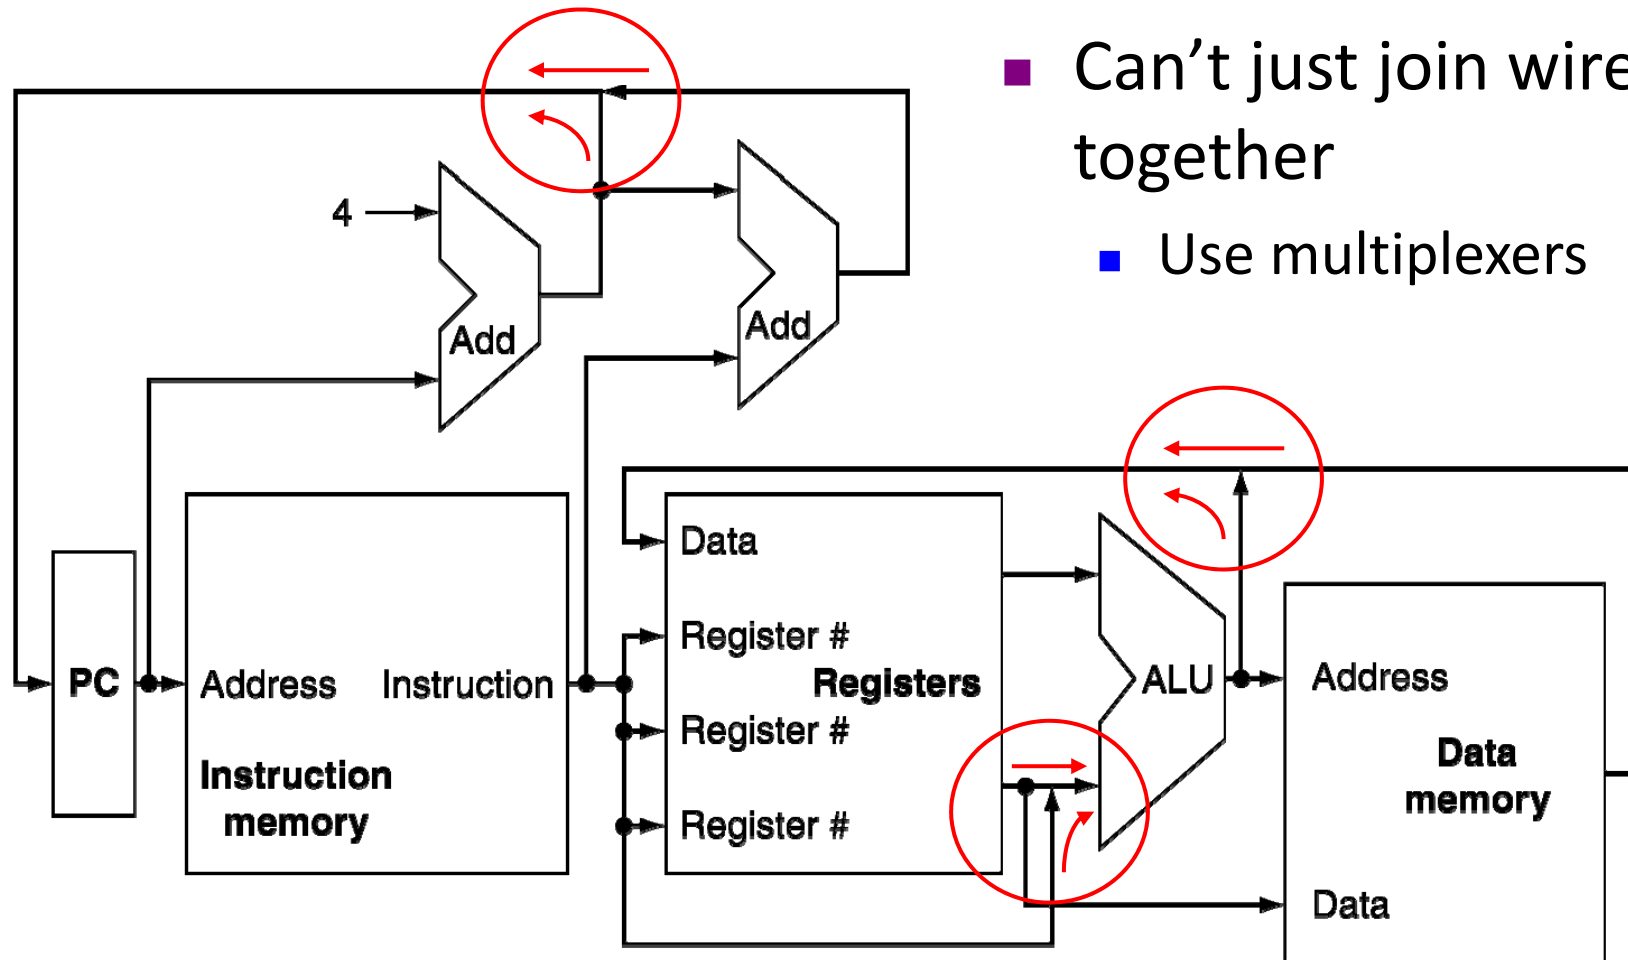 Can't just join wire
together
Use multiplexers
4
Add
Add
Data
Register #
PC
Address
Instruction
Registers
ALU
Address
Register #
Instruction
memory
Data
memory
Register #
Data